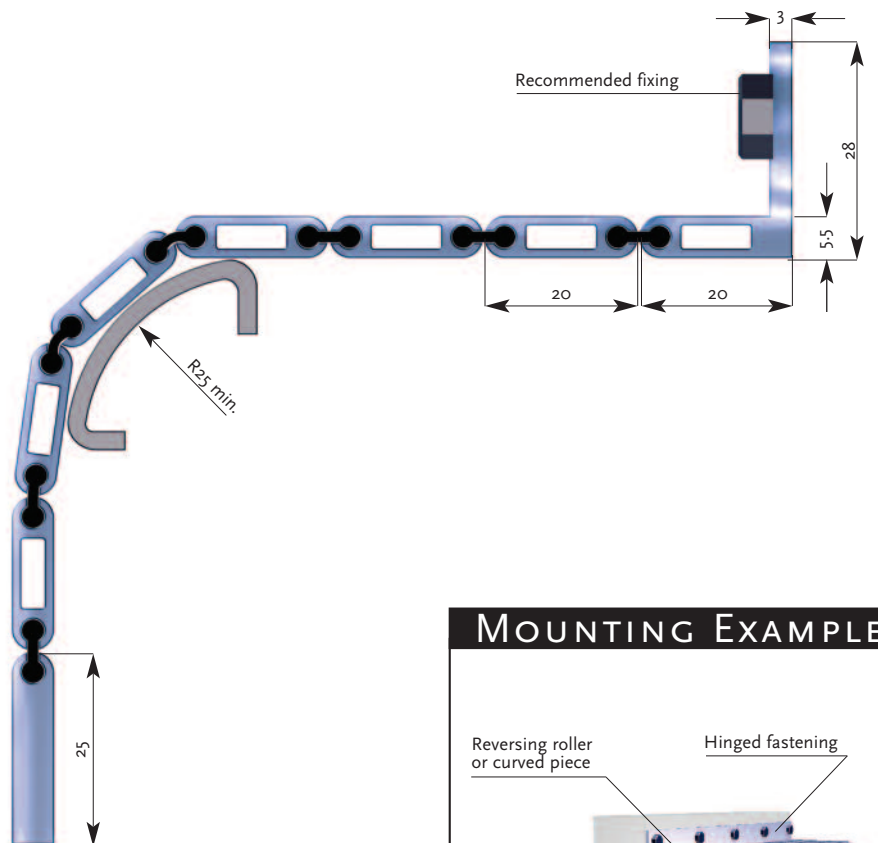 3
Recommended fixing
28
5·5
20
20
R25 min.
25
MOUNTING EXAMPLE
Reversing roller
or curved piece
Hinged fastening